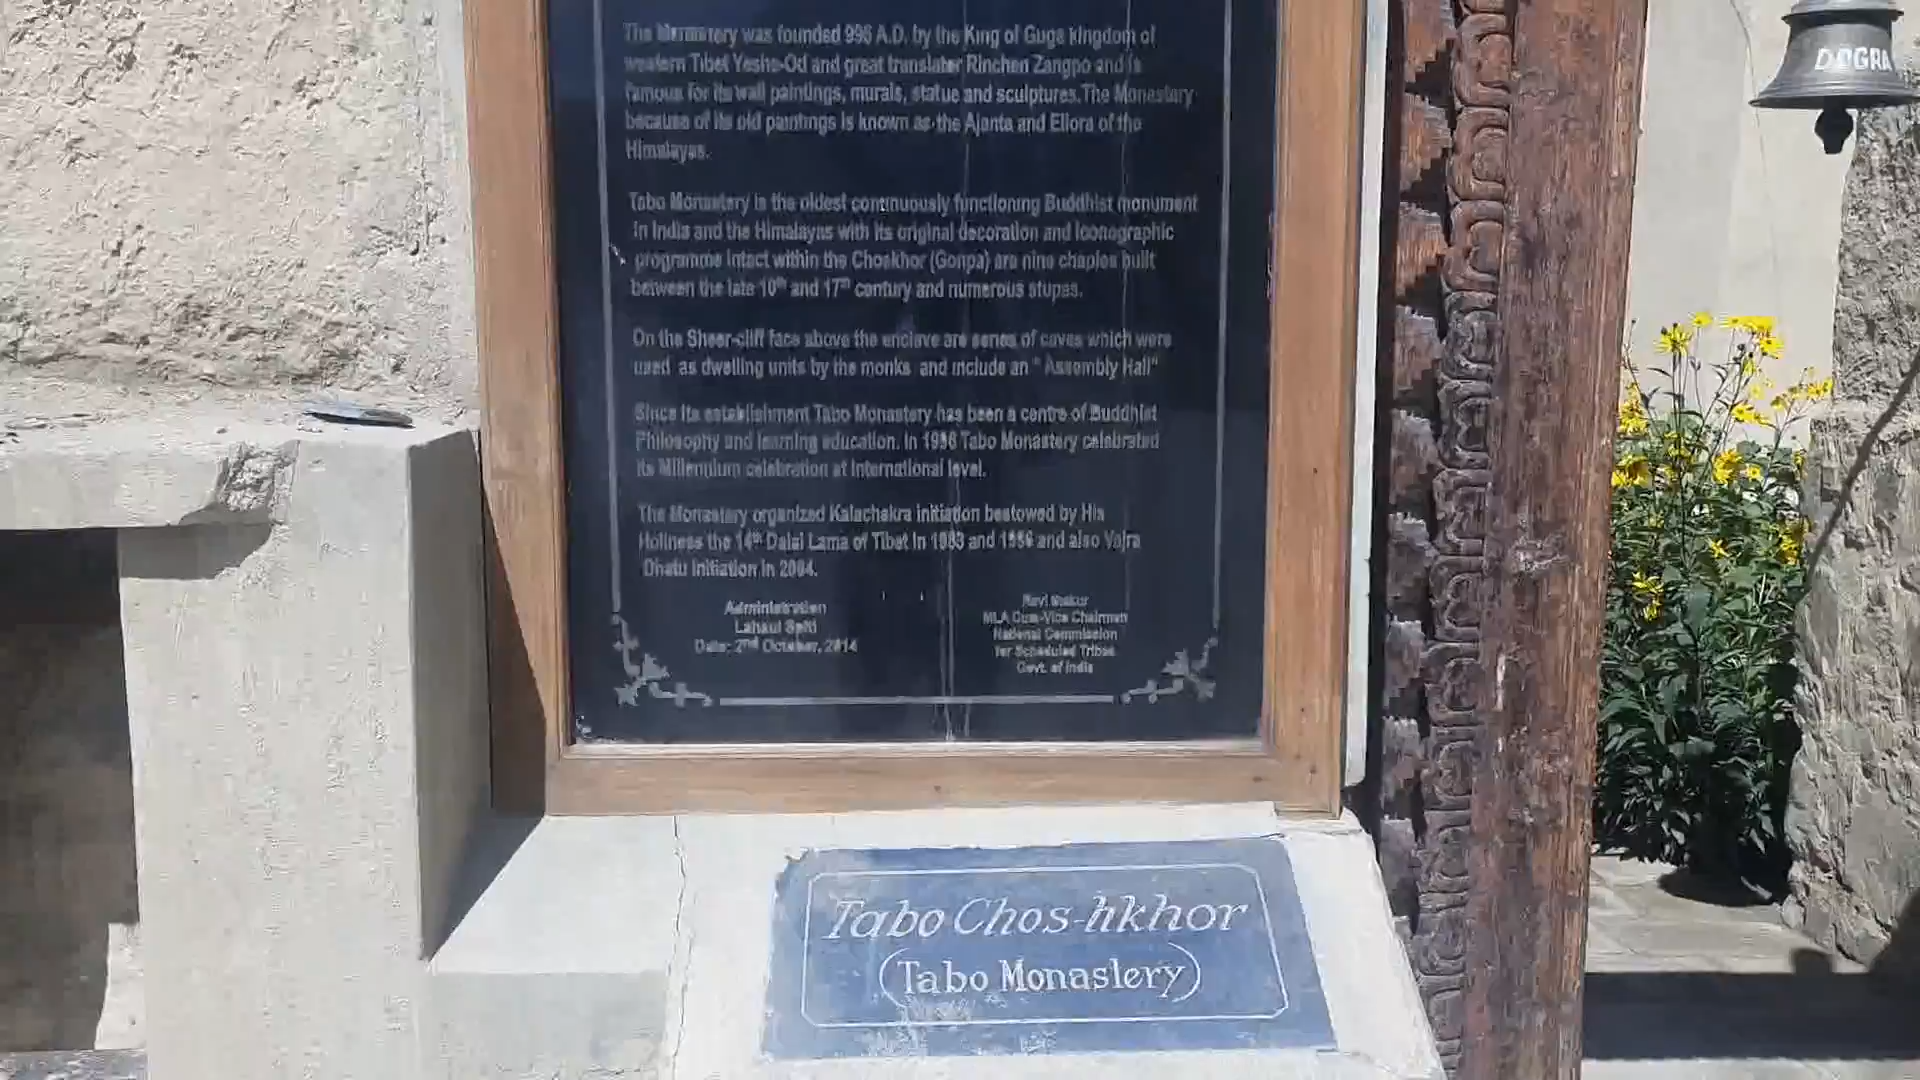 The Monastery was founded 996 A.D. by the King of Guge kingdom of
western Tibet Yeshe-Od and great translator Rinchen Zangpo and is
famous for its wall paintings, murals, statue and sculptures.The Monastery
because of its old paintings is known as the Ajanta and Ellora of the
Himalayas.
Tabo Monastery is the oldest continuously functioning Buddhist monument
in India and the Himalayas with its original decoration and Iconographic
programme intact within the Choskhor (Gonpa) are nine chaples built
between the late 10th and 17th century and numerous stupas.
On the Sheer-cliff face above the enclave are series of caves which were
used as dwelling units by the monks and include an " Assembly Hall"
Since its establishment Tabo Monastery has been a centre of Buddhist
Philosophy and learning education. In 1996 Tabo Monastery celebrated
its Millennium celebration at International level.
The Monastery organized Kalachakra initiation bestowed by His
Holiness the 14th Dalai Lama of Tibet in 1983 and 1996 and also Vajra
Dhatu initiation in 2004.
Administration
Lahaul Spiti
Date: 2nd October, 2014
Ravi Thakur
MLA Cum-Vice Chairman
National Commission
for Scheduled Tribes
Govt. of India
Tabo Chos-hkhor
(Tabo Monastery)
DOGRA